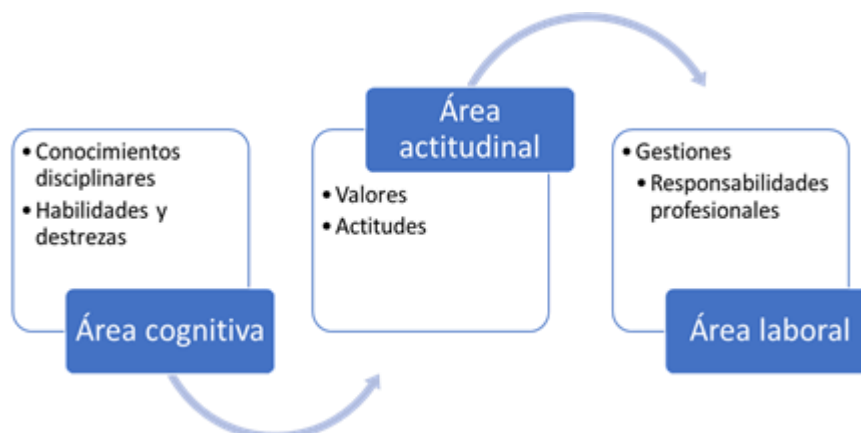 • Conocimientos
disciplinares
• Habilidades y
destrezas
Área cognitiva
Área
actitudinal
• Valores
• Actitudes
• Gestiones
• Responsabilidades
profesionales
Área laboral